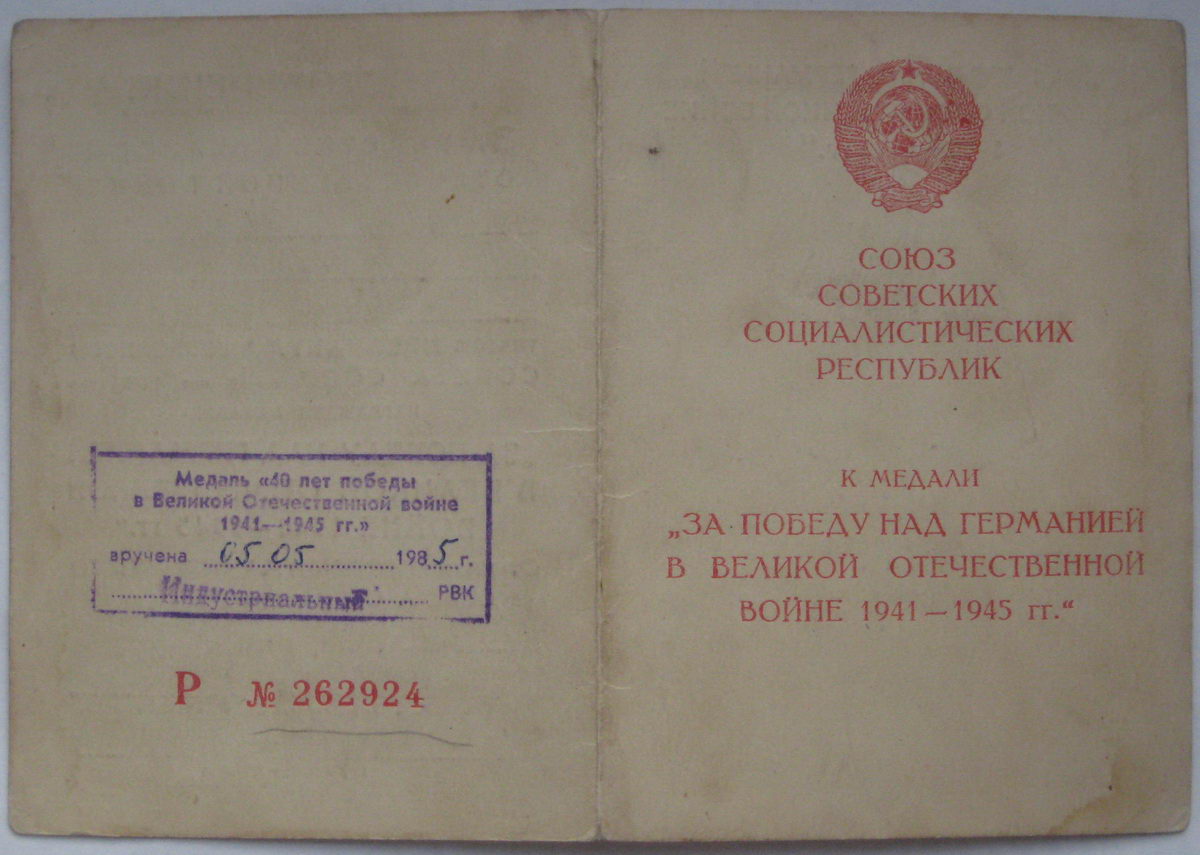 Медаль «40 лет победы
в Великой Отечественной войне
1941—1945 гг.»
вручена 05 05 1985 г.
Индустриальный РВК
Р № 262924
СОЮЗ
СОВЕТСКИХ
СОЦИАЛИСТИЧЕСКИХ
РЕСПУБЛИК
К МЕДАЛИ
„ЗА ПОБЕДУ НАД ГЕРМАНИЕЙ
В ВЕЛИКОЙ ОТЕЧЕСТВЕННОЙ
ВОЙНЕ 1941—1945 гг.“